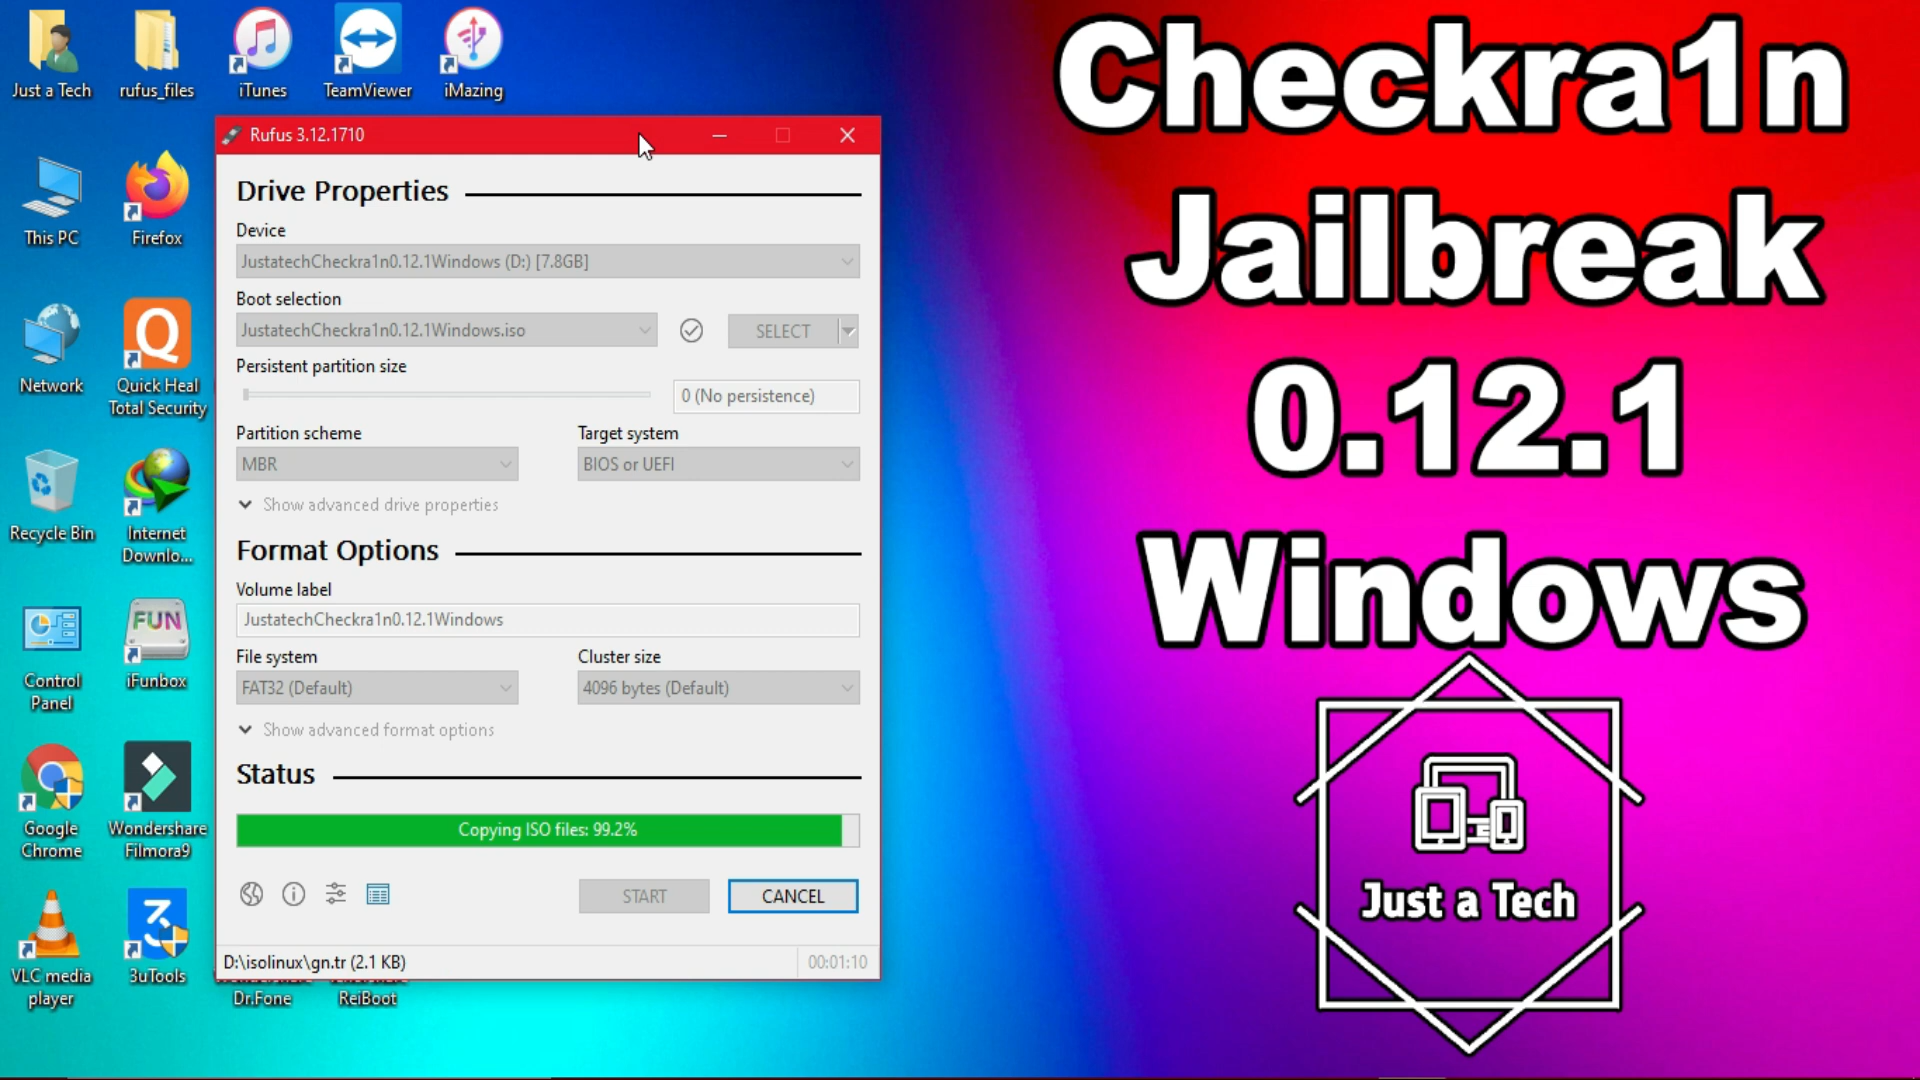 Just a Tech
rufus_files
iTunes
TeamViewer
iMazing
This PC
Firefox
Network
Quick Heal
Total Security
Recycle Bin
Internet
Downlo...
Control
Panel
iFunbox
Google
Chrome
Wondershare
Filmora9
VLC media
player
3uTools
Dr.Fone
ReiBoot
Rufus 3.12.1710
Drive Properties
Device
JustatechCheckra1n0.12.1Windows (D:) [7.8GB]
Boot selection
JustatechCheckra1n0.12.1Windows.iso
SELECT
Persistent partition size
0 (No persistence)
Partition scheme
Target system
MBR
BIOS or UEFI
Show advanced drive properties
Format Options
Volume label
JustatechCheckra1n0.12.1Windows
File system
Cluster size
FAT32 (Default)
4096 bytes (Default)
Show advanced format options
Status
Copying ISO files: 99.2%
START
CANCEL
D:\isolinux\gn.tr (2.1 KB)
00:01:10
Checkra1n
Jailbreak
0.12.1
Windows
Just a Tech